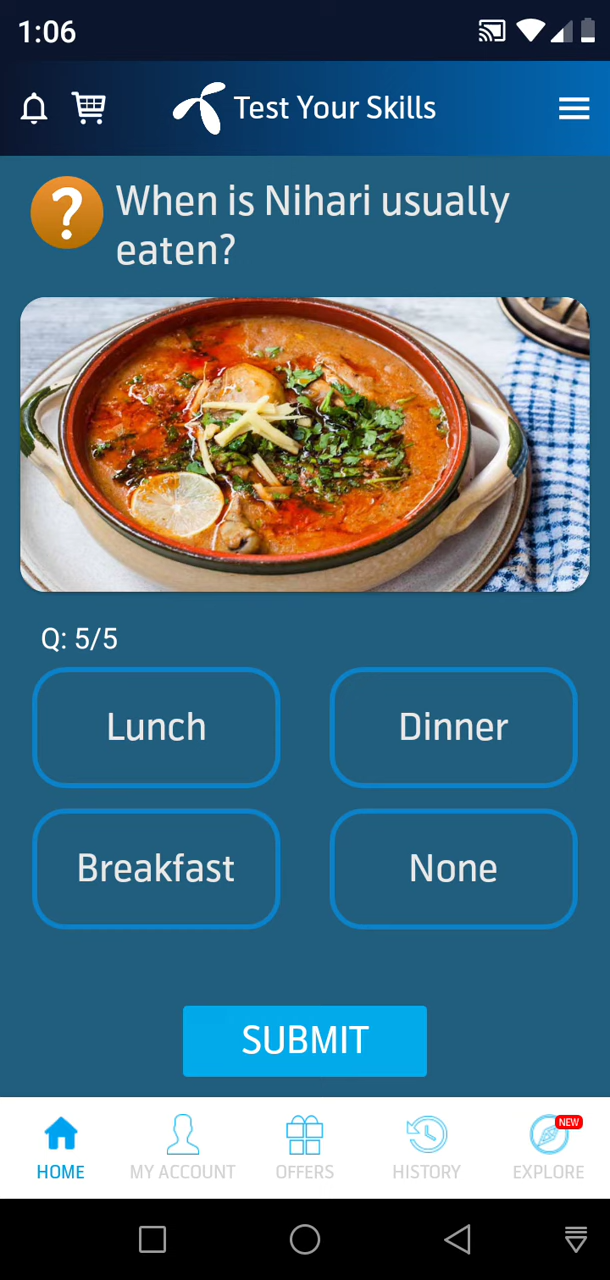 1:06
Test Your Skills
? When is Nihari usually
eaten?
Q: 5/5
Lunch
Dinner
Breakfast
None
SUBMIT
NEW
HOME
MY ACCOUNT
OFFERS
HISTORY
EXPLORE